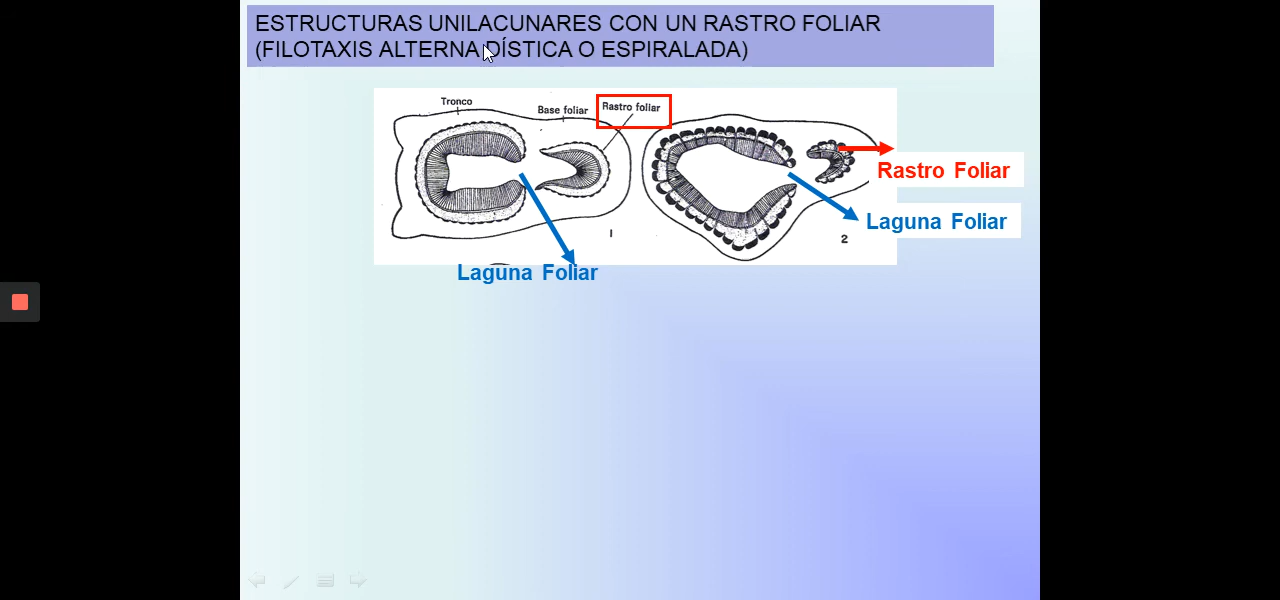 ESTRUCTURAS UNILACUNARES CON UN RASTRO FOLIAR
(FILOTAXIS ALTERNA DÍSTICA O ESPIRALADA)
Tronco
Base foliar
Rastro foliar
Rastro Foliar
Laguna Foliar
1
2
Laguna Foliar